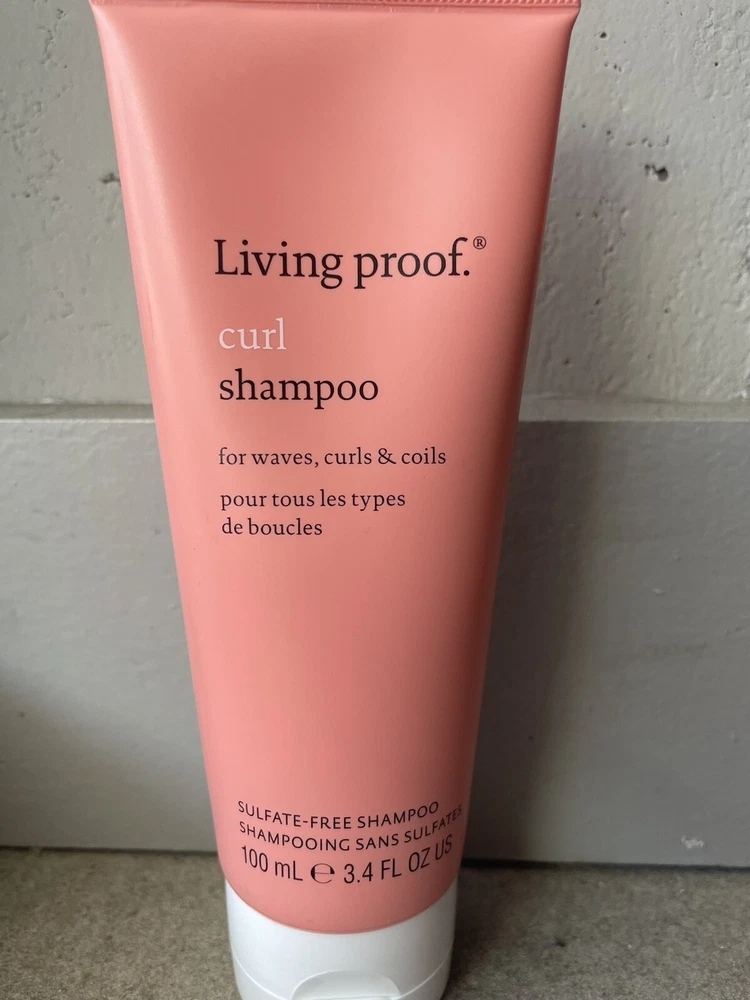 Living proof.®
curl
shampoo
for waves, curls & coils
pour tous les types
de boucles
SULFATE-FREE SHAMPOO
SHAMPOOING SANS SULFATES
100 mL ℮ 3.4 FL OZ US